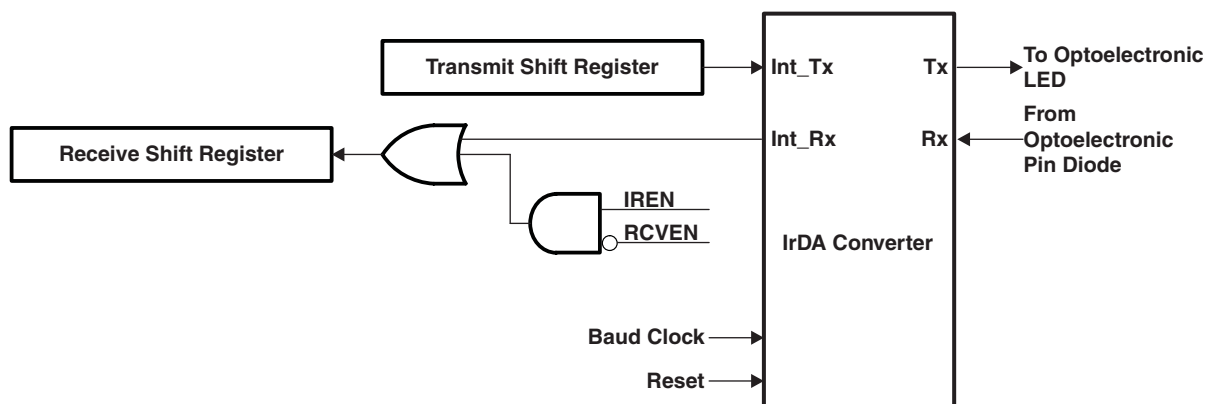 Transmit Shift Register
Int_Tx
Tx
To Optoelectronic
LED
Receive Shift Register
Int_Rx
Rx
From
Optoelectronic
Pin Diode
IREN
RCVEN
IrDA Converter
Baud Clock
Reset